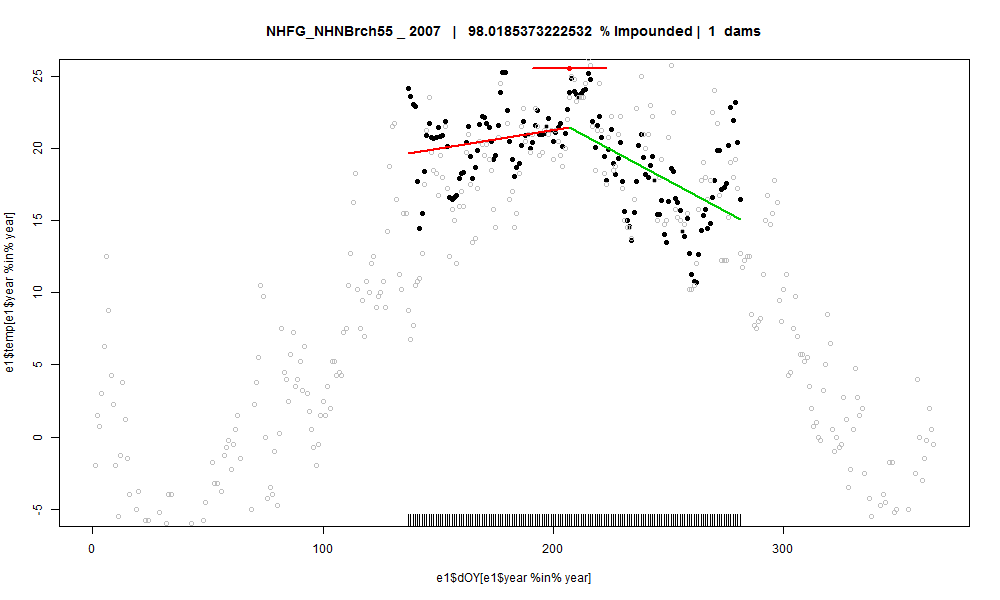 NHFG_NHNBrch55 _ 2007 | 98.0185373222532 % Impounded | 1 dams
25
20
15
10
5
0
-5
e1$temp[e1$year %in% year]
0 100 200 300
e1$dOY[e1$year %in% year]